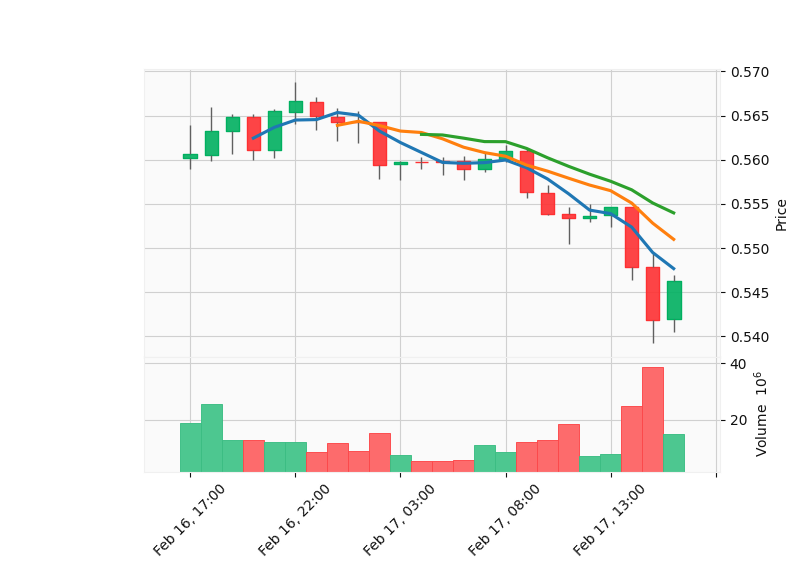 0.570
0.565
0.560
0.555
0.550
0.545
0.540
Price
40
20
Volume 10⁶
Feb 16, 17:00
Feb 16, 22:00
Feb 17, 03:00
Feb 17, 08:00
Feb 17, 13:00